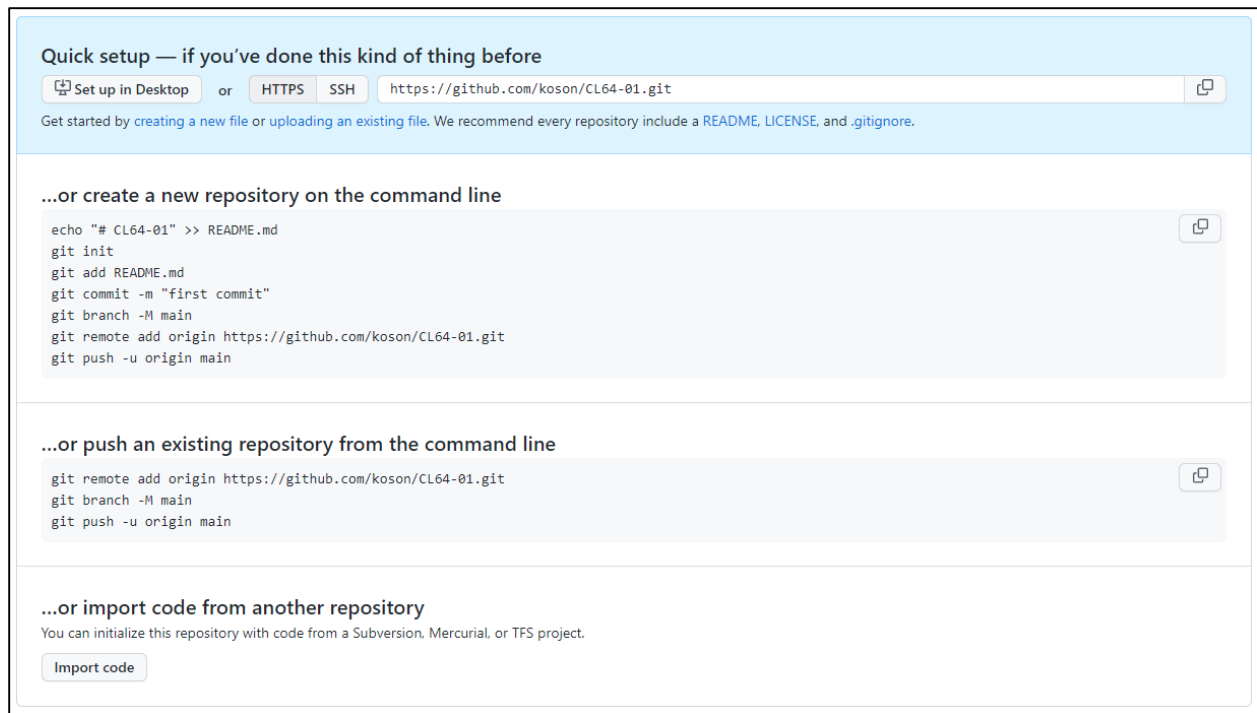 Quick setup — if you’ve done this kind of thing before
Set up in Desktop or HTTPS SSH https://github.com/koson/CL64-01.git
Get started by creating a new file or uploading an existing file. We recommend every repository include a README, LICENSE, and .gitignore.
...or create a new repository on the command line
echo "# CL64-01" >> README.md
git init
git add README.md
git commit -m "first commit"
git branch -M main
git remote add origin https://github.com/koson/CL64-01.git
git push -u origin main
...or push an existing repository from the command line
git remote add origin https://github.com/koson/CL64-01.git
git branch -M main
git push -u origin main
...or import code from another repository
You can initialize this repository with code from a Subversion, Mercurial, or TFS project.
Import code